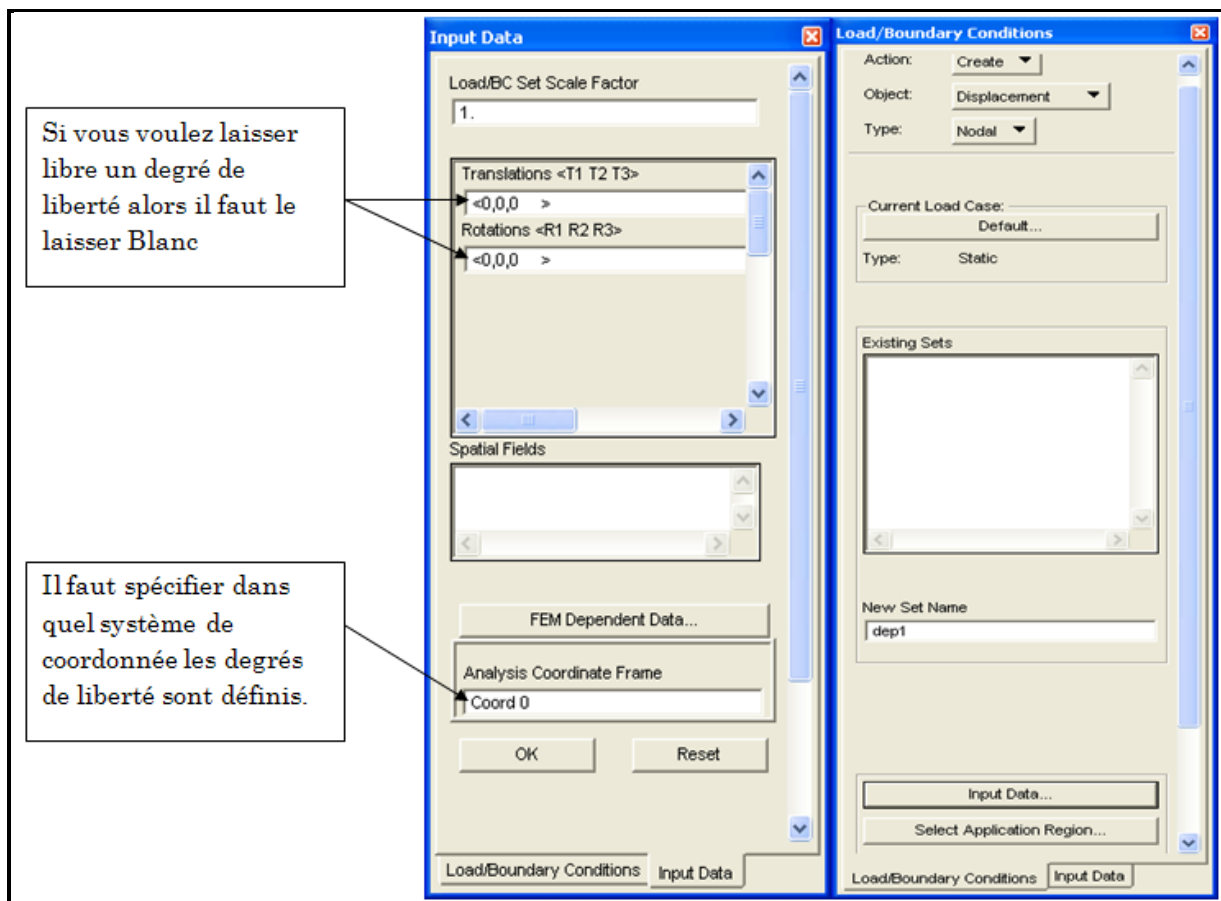 Si vous voulez laisser
libre un degré de
liberté alors il faut le
laisser Blanc
Il faut spécifier dans
quel système de
coordonnée les degrés
de liberté sont définis.
Input Data
Load/BC Set Scale Factor
1.
Translations <T1 T2 T3>
<0,0,0 >
Rotations <R1 R2 R3>
<0,0,0 >
Spatial Fields
FEM Dependent Data...
Analysis Coordinate Frame
Coord 0
OK
Reset
Load/Boundary Conditions
Input Data
Load/Boundary Conditions
Action: Create
Object: Displacement
Type: Nodal
Current Load Case:
Default...
Type: Static
Existing Sets
New Set Name
dep1
Input Data...
Select Application Region...
Load/Boundary Conditions
Input Data